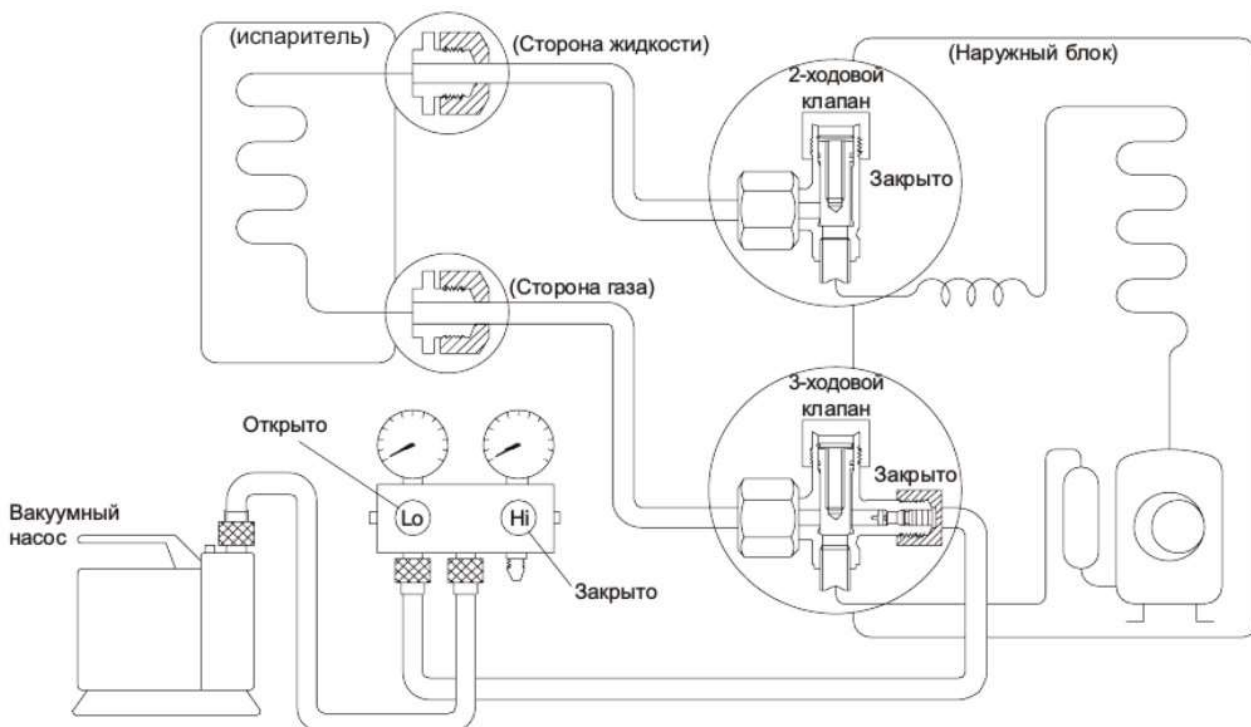 (испаритель)
(Сторона жидкости)
(Наружный блок)
2-ходовой
клапан
Закрыто
(Сторона газа)
3-ходовой
клапан
Закрыто
Открыто
Lo
Hi
Вакуумный
насос
Закрыто